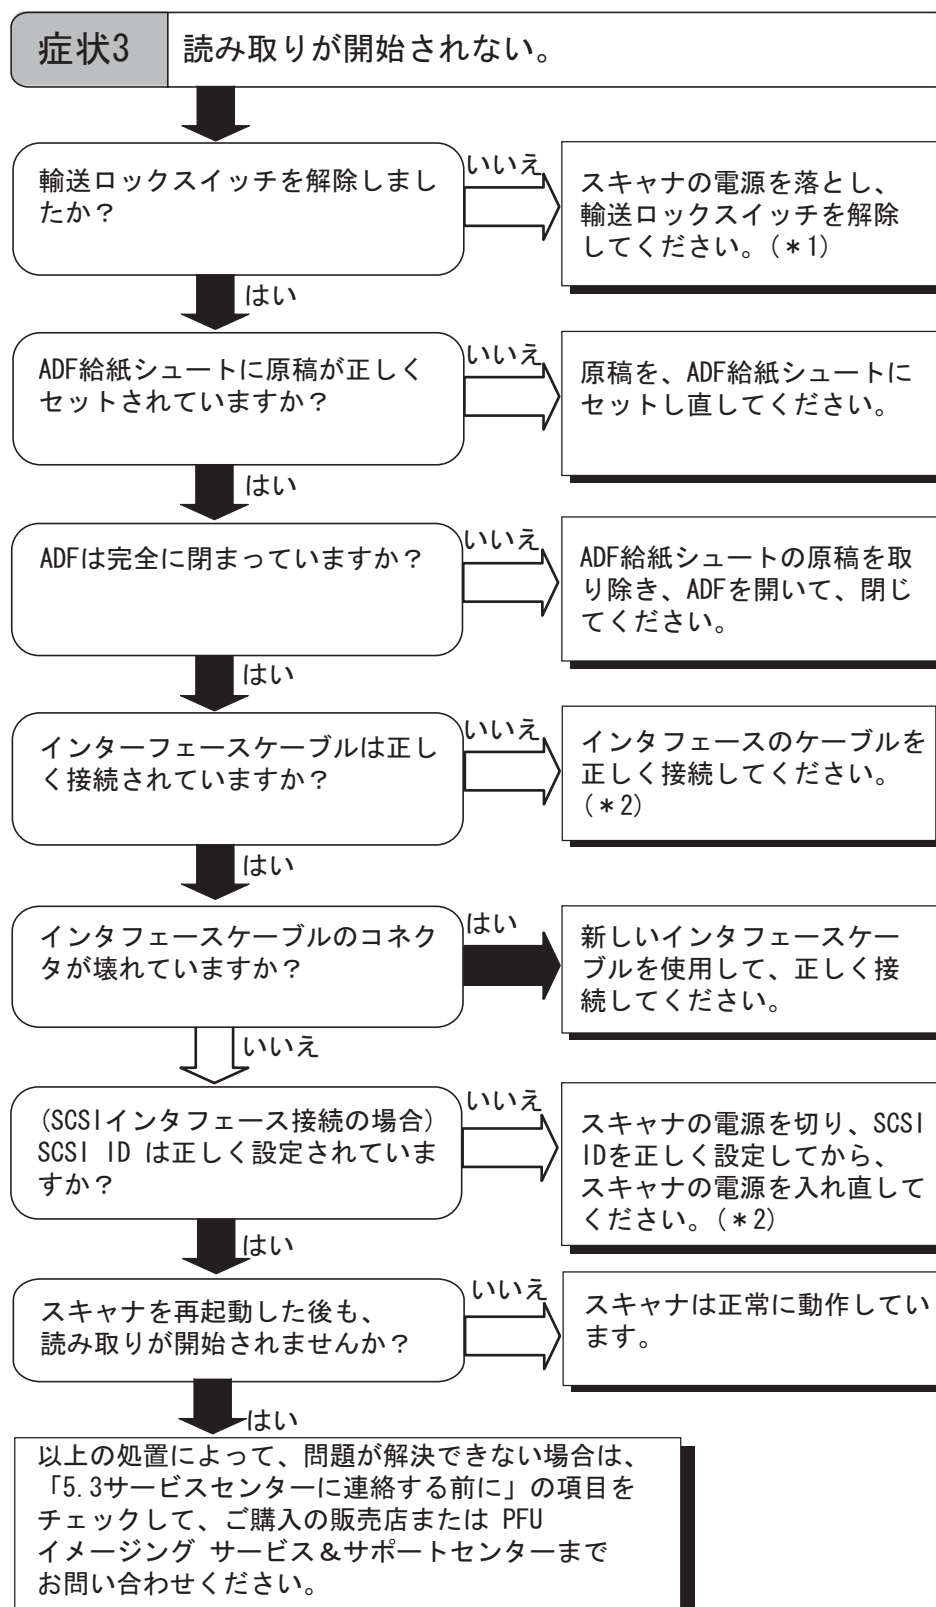 症状3
読み取りが開始されない。
輸送ロックスイッチを解除しまし
たか？
いいえ
スキャナの電源を落とし、
輸送ロックスイッチを解除
してください。(＊1)
はい
ADF給紙シュートに原稿が正しく
セットされていますか？
いいえ
原稿を、ADF給紙シュートに
セットし直してください。
はい
ADFは完全に閉まっていますか？
いいえ
ADF給紙シュートの原稿を取
り除き、ADFを開いて、閉じ
てください。
はい
インターフェースケーブルは正し
く接続されていますか？
いいえ
インタフェースのケーブルを
正しく接続してください。
(＊2)
はい
インタフェースケーブルのコネク
タが壊れていますか？
はい
新しいインタフェースケー
ブルを使用して、正しく接
続してください。
いいえ
(SCSIインタフェース接続の場合)
SCSI ID は正しく設定されていま
すか？
いいえ
スキャナの電源を切り、SCSI
IDを正しく設定してから、
スキャナの電源を入れ直して
ください。(＊2)
はい
スキャナを再起動した後も、
読み取りが開始されませんか？
いいえ
スキャナは正常に動作してい
ます。
はい
以上の処置によって、問題が解決できない場合は、
「5.3サービスセンターに連絡する前に」の項目を
チェックして、ご購入の販売店または PFU
イメージング サービス＆サポートセンターまで
お問い合わせください。